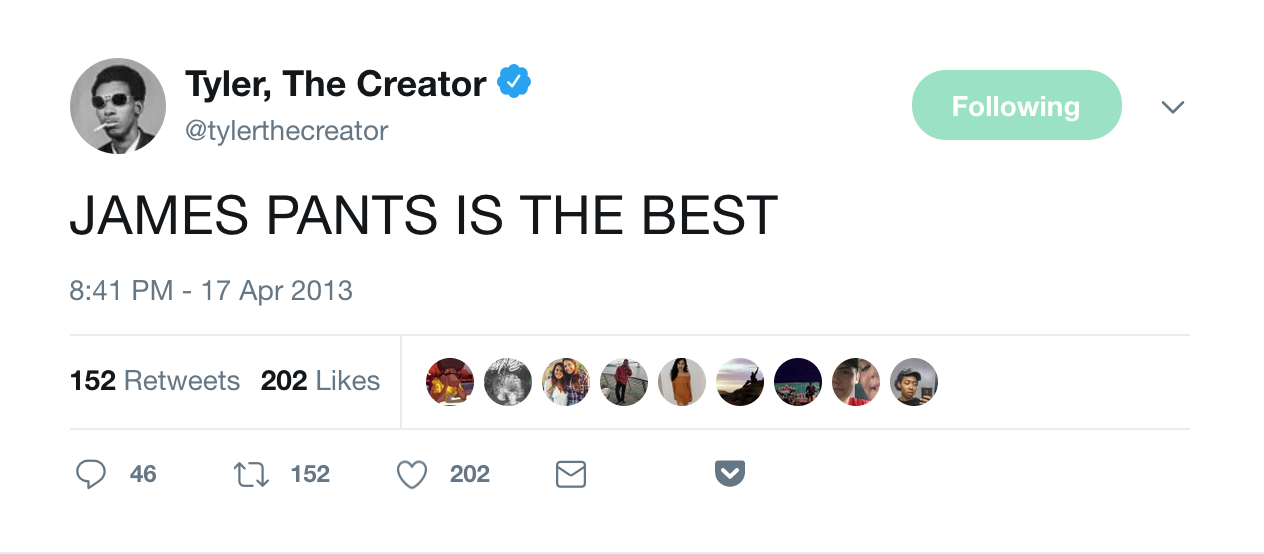 Tyler, The Creator
@tylerthecreator
Following
JAMES PANTS IS THE BEST
8:41 PM - 17 Apr 2013
152 Retweets 202 Likes
46 152 202